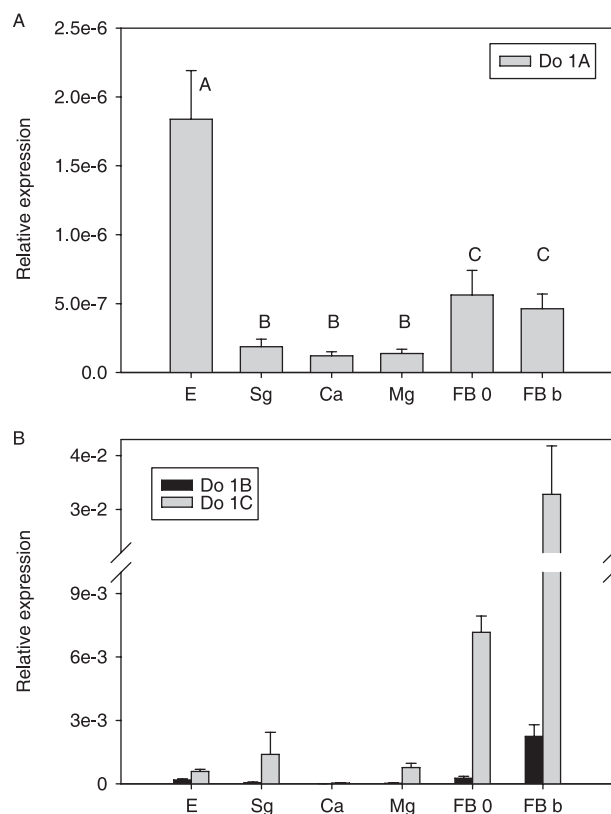 A
2.5e-6
Do 1A
2.0e-6
A
1.5e-6
Relative expression
1.0e-6
C
C
5.0e-7
B
B
B
0.0
E Sg Ca Mg FB 0 FB b
B
4e-2
Do 1B
Do 1C
3e-2
Relative expression
9e-3
6e-3
3e-3
0
E Sg Ca Mg FB 0 FB b